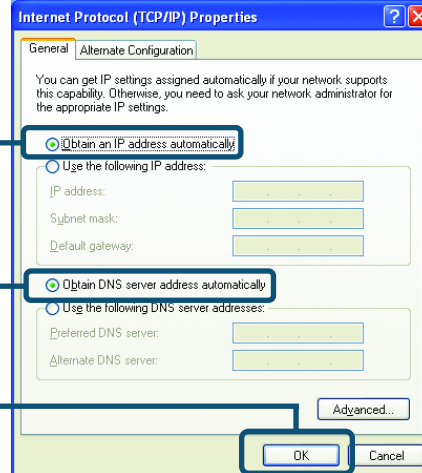 Internet Protocol (TCP/IP) Properties
General
Alternate Configuration
You can get IP settings assigned automatically if your network supports
this capability. Otherwise, you need to ask your network administrator for
the appropriate IP settings.
Obtain an IP address automatically
Use the following IP address:
IP address:
Subnet mask:
Default gateway:
Obtain DNS server address automatically
Use the following DNS server addresses:
Preferred DNS server:
Alternate DNS server:
Advanced...
OK
Cancel